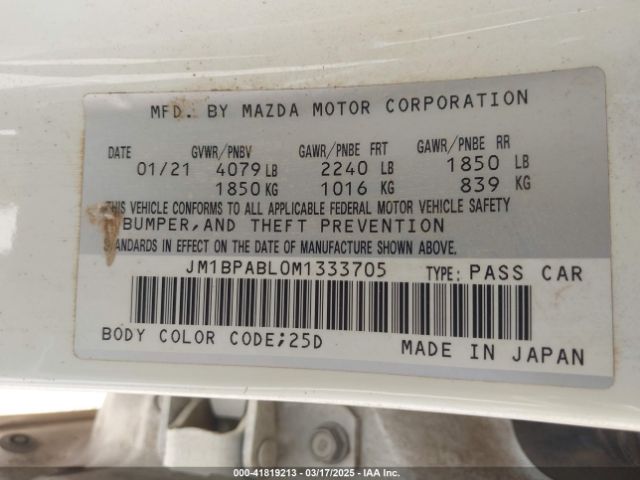 MFD. BY MAZDA MOTOR CORPORATION
DATE GVWR/PNBV GAWR/PNBE FRT GAWR/PNBE RR
01/21 4079 LB 2240 LB 1850 LB
1850 KG 1016 KG 839 KG
THIS VEHICLE CONFORMS TO ALL APPLICABLE FEDERAL MOTOR VEHICLE SAFETY
BUMPER, AND THEFT PREVENTION
STANDARDS IN EFFECT ON THE DATE OF MANUFACTURE SHOWN ABOVE.
JM1BPABL0M1333705 TYPE: PASS CAR
BODY COLOR CODE;25D
MADE IN JAPAN
000-41819213 - 03/17/2025 - IAA Inc.